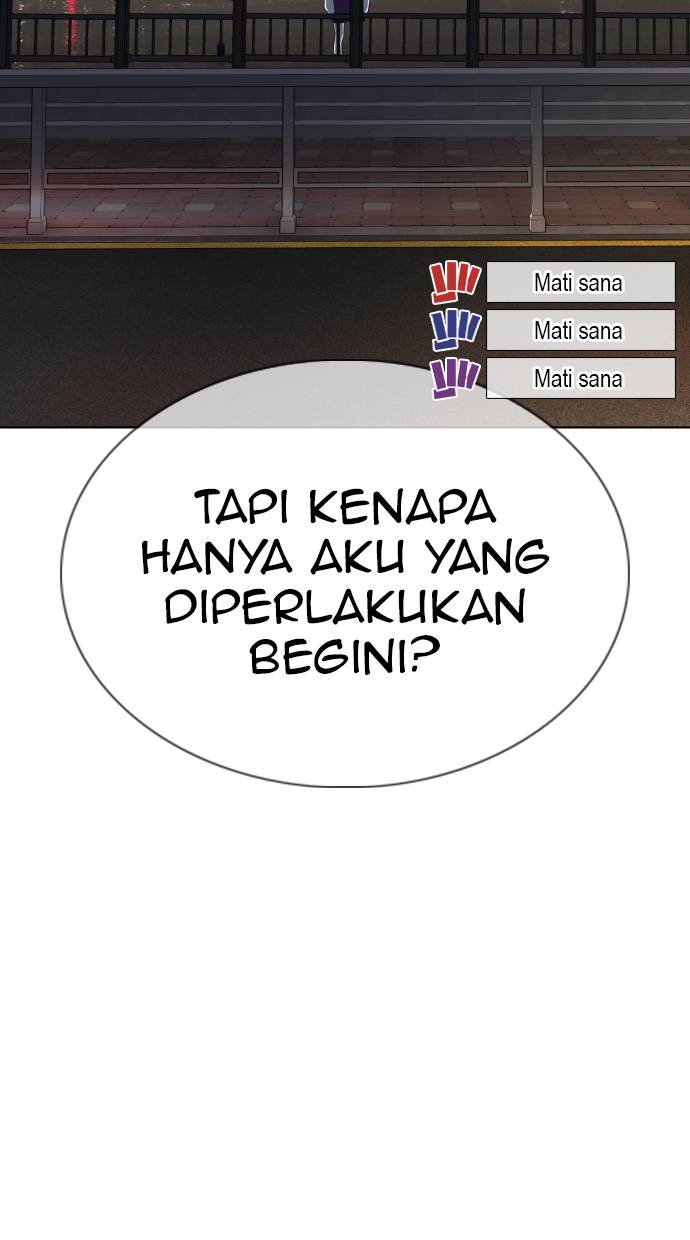 Mati sana
Mati sana
Mati sana
TAPI KENAPA
HANYA AKU YANG
DIPERLAKUKAN
BEGINI?